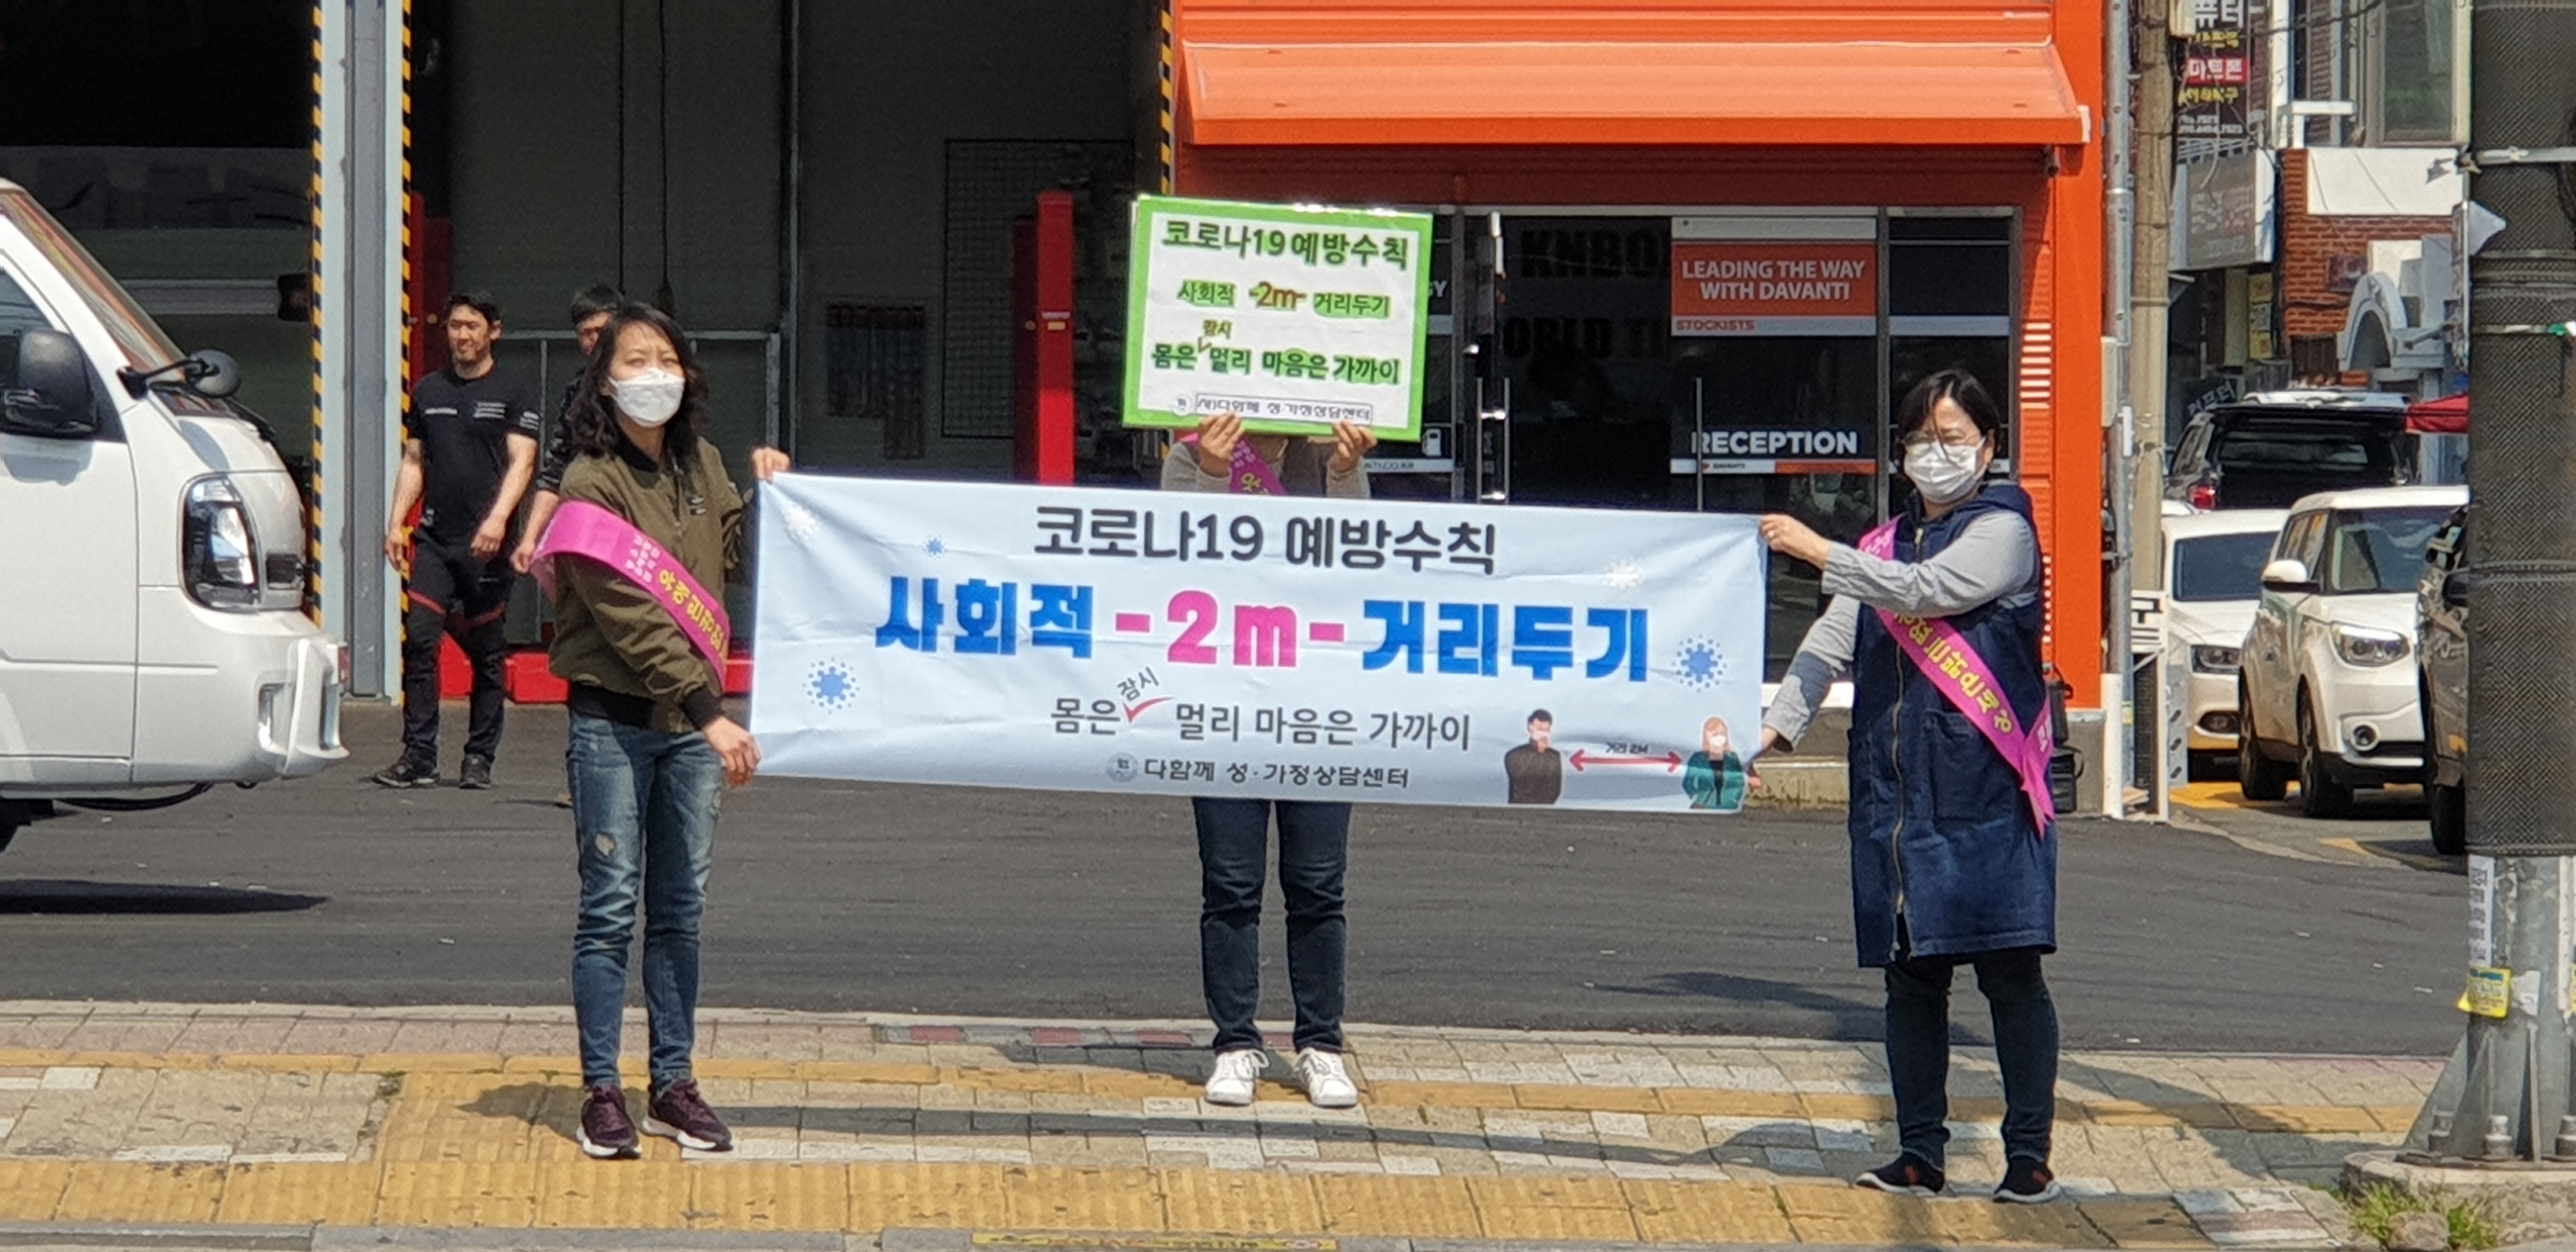 코로나19예방수칙
사회적 -2m- 거리두기
잠시
몸은 ✓ 멀리 마음은 가까이
사)다함께 성·가정상담센터
LEADING THE WAY
WITH DAVANTI
STOCKISTS
RECEPTION
코로나19 예방수칙
사회적 -2m- 거리두기
잠시
몸은 ✓ 멀리 마음은 가까이
다함께 성·가정상담센터
거리 2M